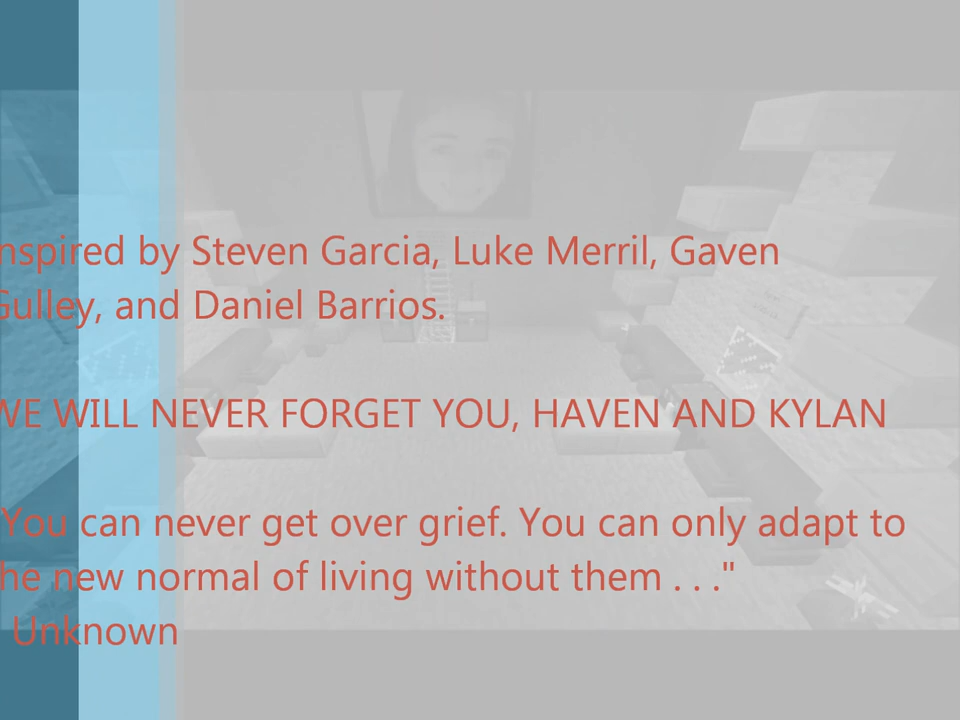 nspired by Steven Garcia, Luke Merril, Gaven
Gulley, and Daniel Barrios.
WE WILL NEVER FORGET YOU, HAVEN AND KYLAN
"You can never get over grief. You can only adapt to
he new normal of living without them . . ."
Unknown